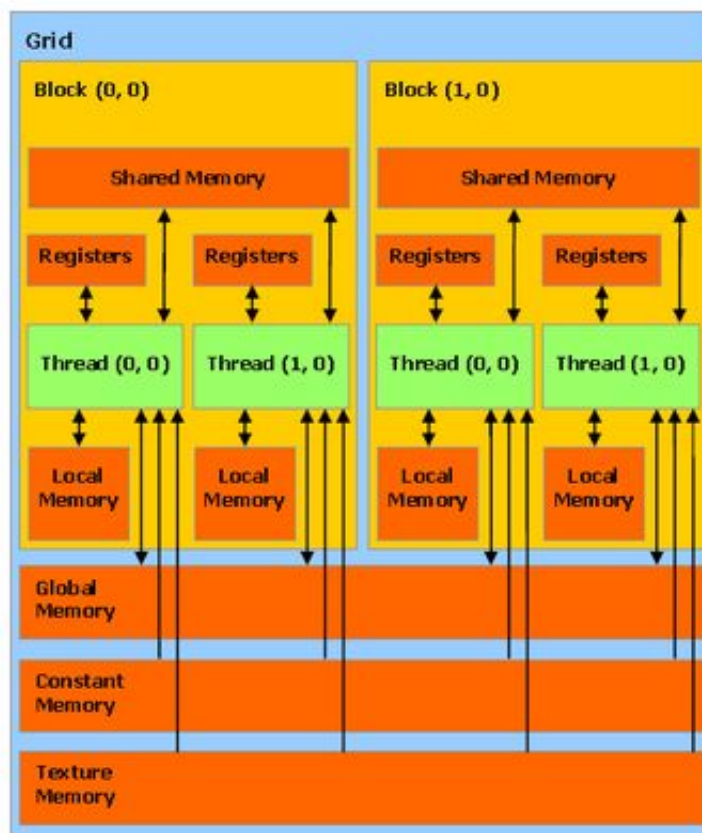 Grid
Block (0, 0)
Block (1, 0)
Shared Memory
Shared Memory
Registers
Registers
Registers
Registers
Thread (0, 0)
Thread (1, 0)
Thread (0, 0)
Thread (1, 0)
Local
Memory
Local
Memory
Local
Memory
Local
Memory
Global
Memory
Constant
Memory
Texture
Memory